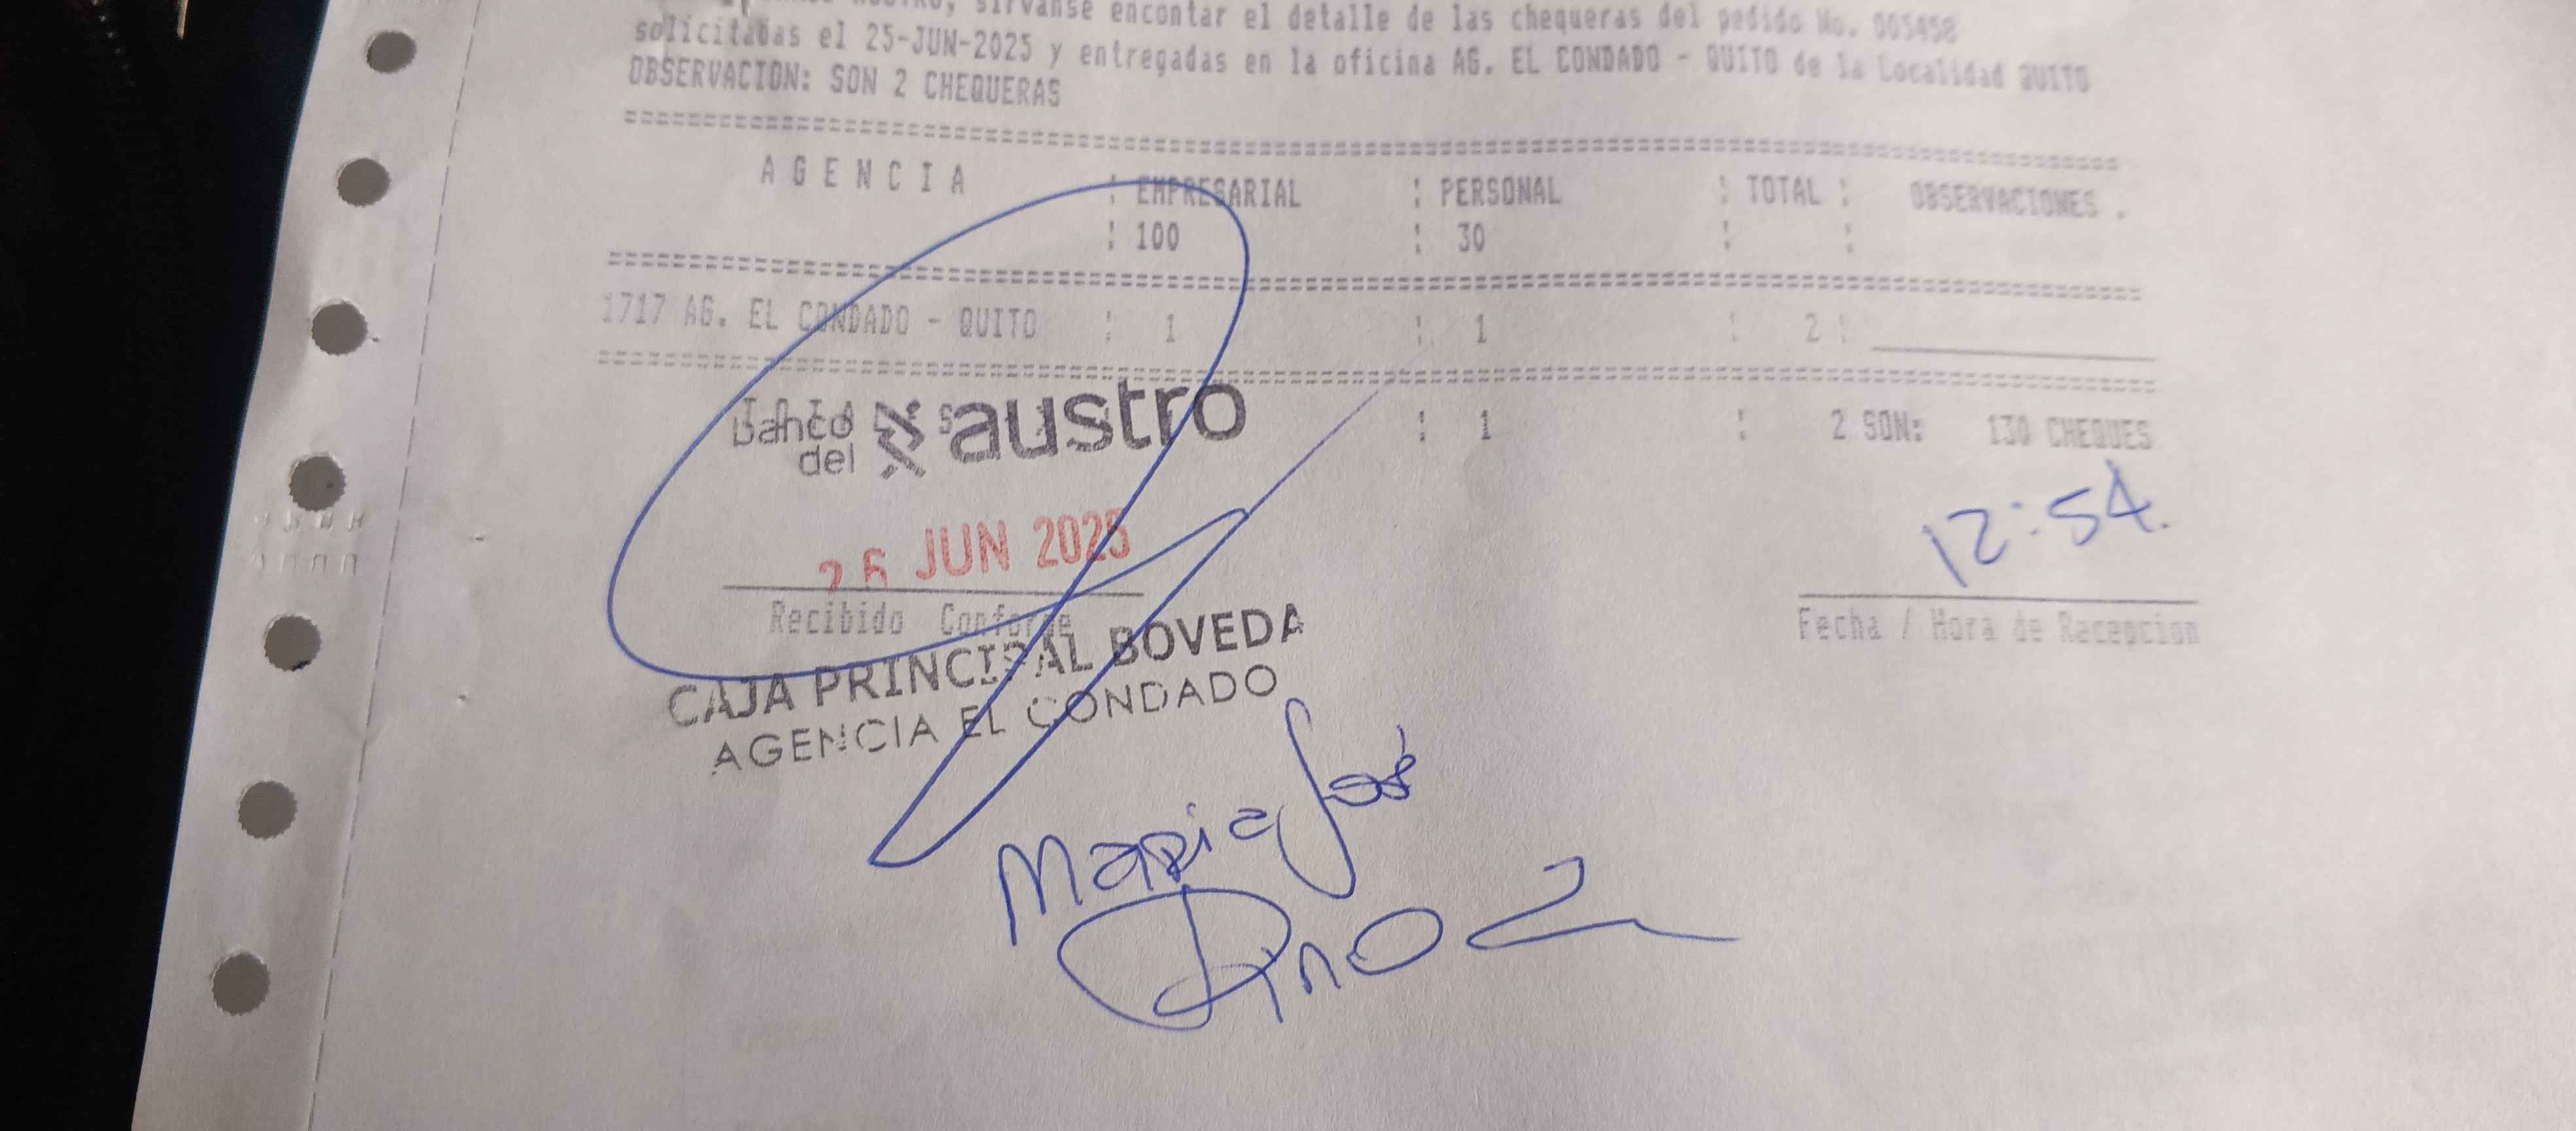 sirvanse encontar el detalle de las chequeras del pedido No. 005458
solicitadas el 25-JUN-2025 y entregadas en la oficina AG. EL CONDADO - QUITO de la Localidad QUITO
OBSERVACION: SON 2 CHEQUERAS
A G E N C I A : EMPRESARIAL : PERSONAL : TOTAL : OBSERVACIONES .
: 100 : 30 : :
1717 AG. EL CONDADO - QUITO : 1 : 1 : 2 :
: 1 : 2 SON: 130 CHEQUES
banco del austro
12:54.
26 JUN 2025
Recibido Conforme
Fecha / Hora de Recepcion
CAJA PRINCIPAL BOVEDA
AGENCIA EL CONDADO
Maria José